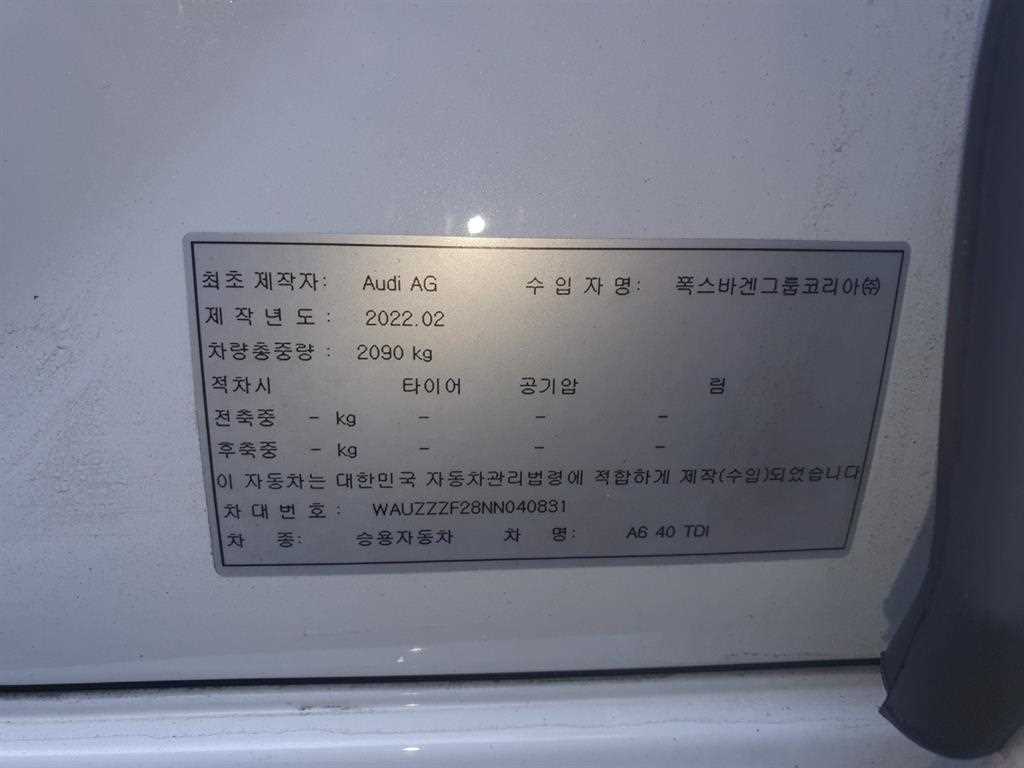 최초 제작자: Audi AG 수 입 자 명: 폭스바겐그룹코리아㈜
제 작 년 도 : 2022.02
차량총중량 : 2090 kg
적차시 타이어 공기압 림
전축중 - kg - - -
후축중 - kg - - -
이 자동차는 대한민국 자동차관리법령에 적합하게 제작(수입)되었습니다
차 대 번 호 : WAUZZZF28NN040831
차 종: 승용자동차 차 명: A6 40 TDI